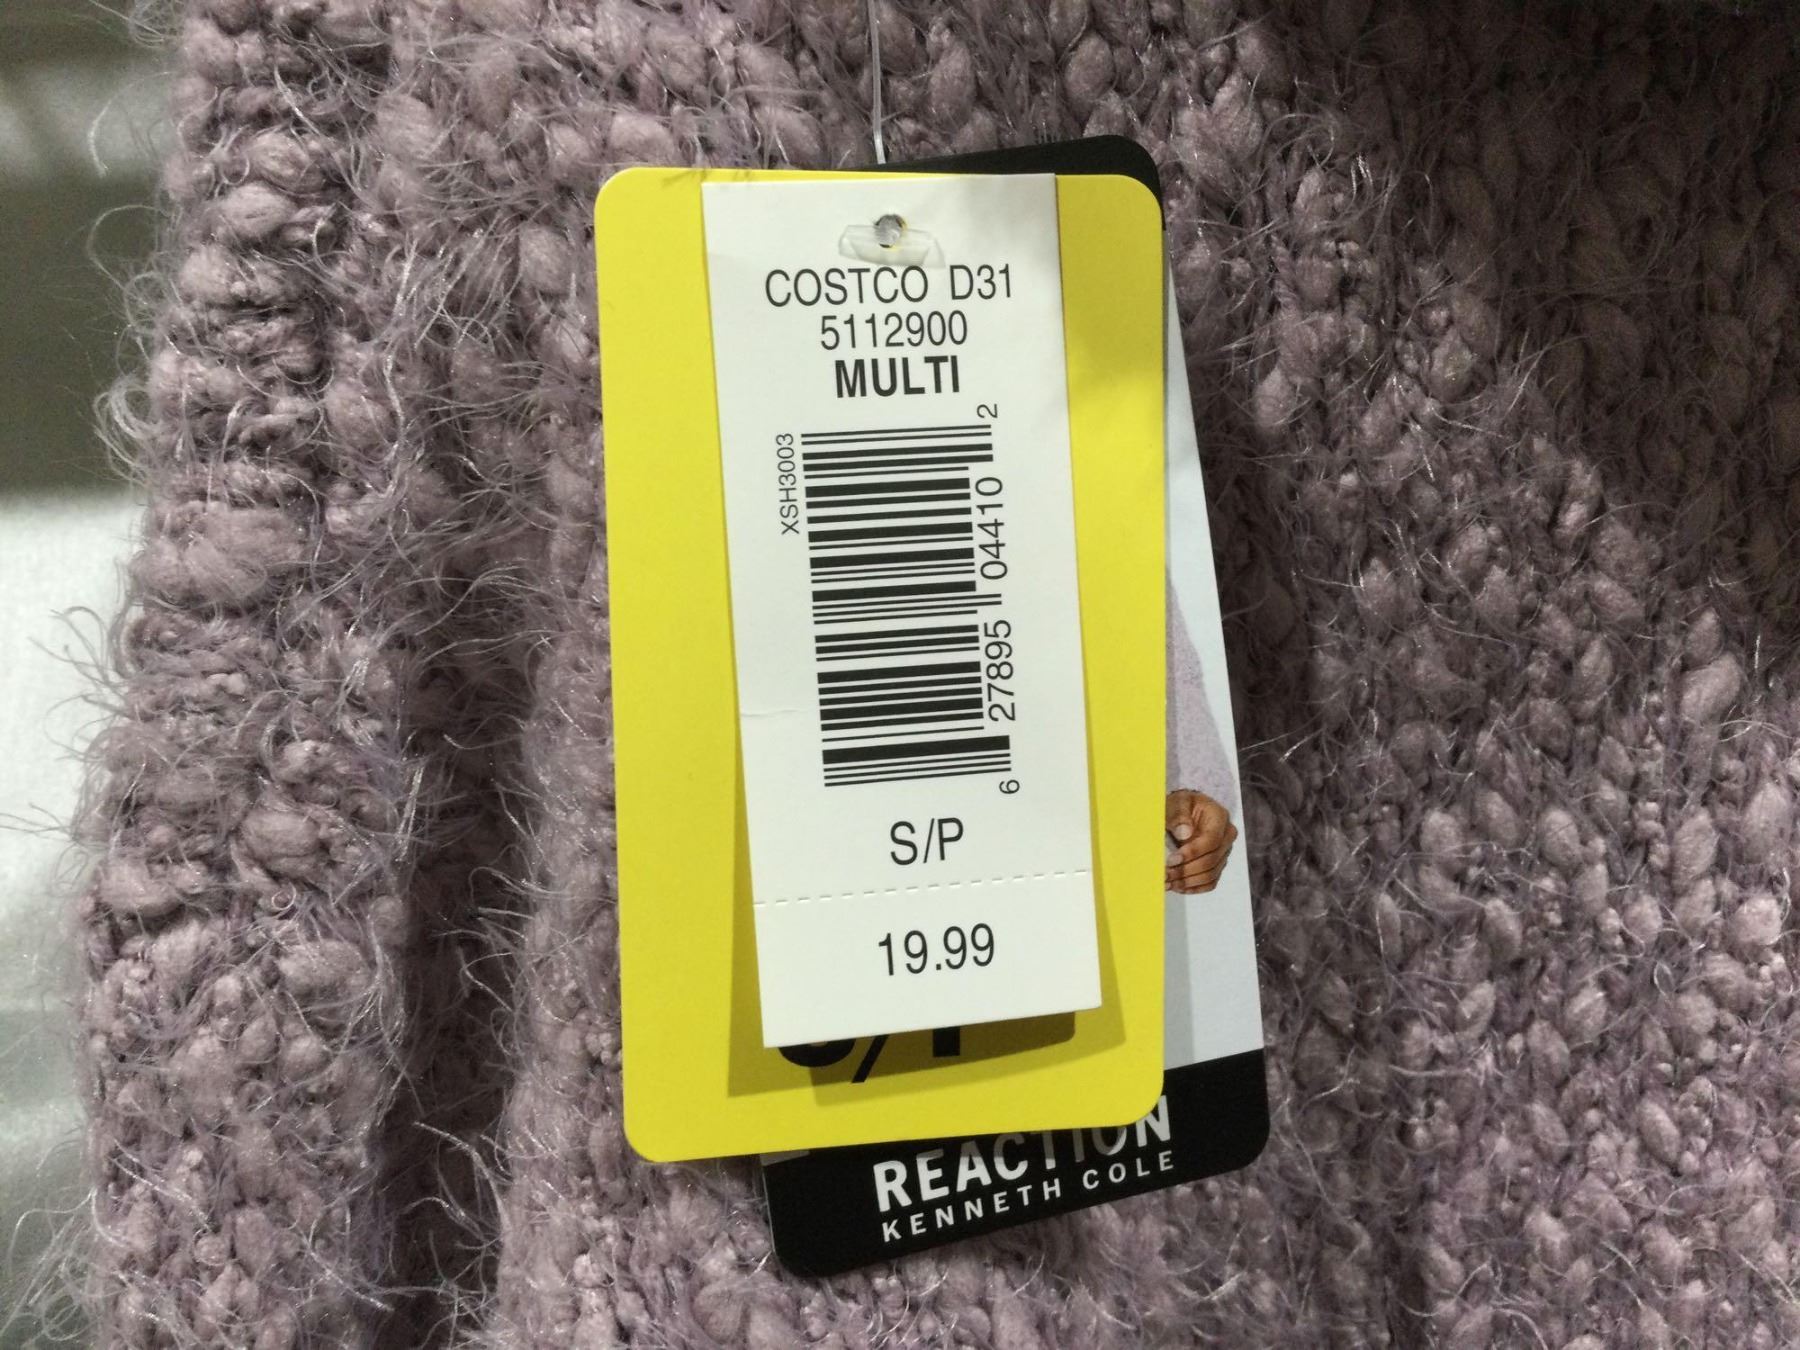 COSTCO D31
5112900
MULTI
XSH3003
6 27895 04410 2
S/P
19.99
S/P
REACTION
KENNETH COLE